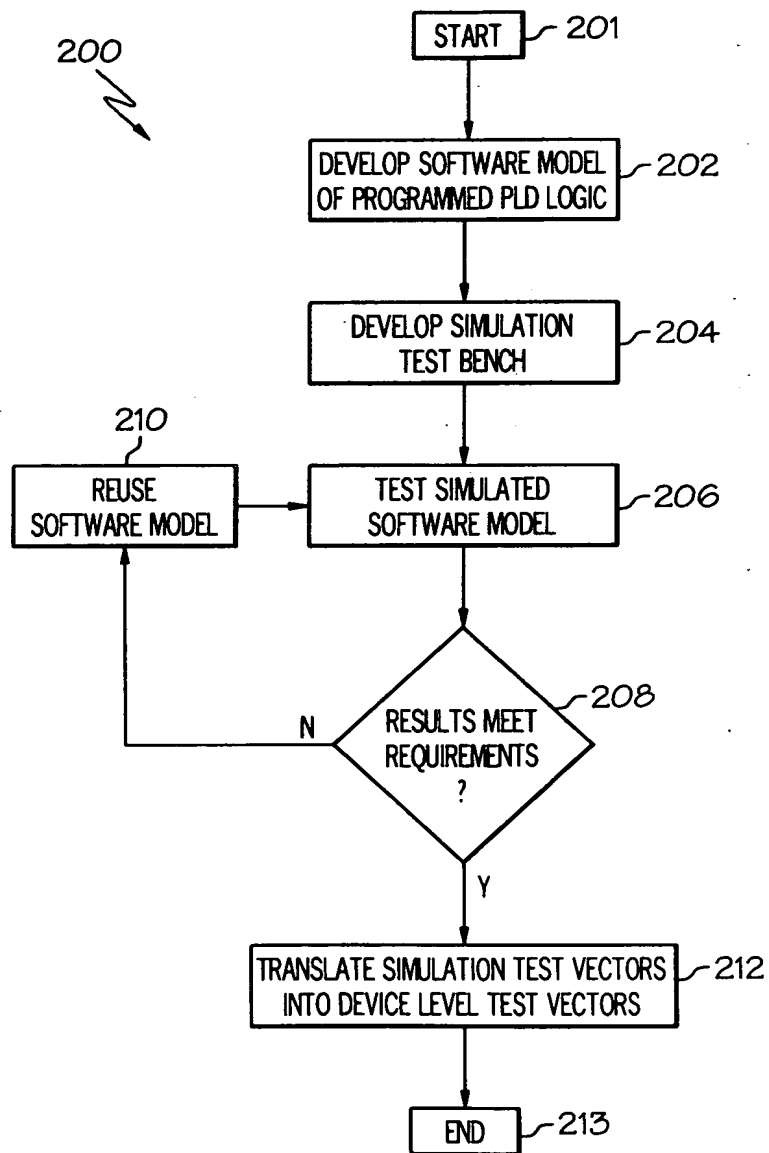 START
201
200
DEVELOP SOFTWARE MODEL
OF PROGRAMMED PLD LOGIC
202
DEVELOP SIMULATION
TEST BENCH
204
210
REUSE
SOFTWARE MODEL
TEST SIMULATED
SOFTWARE MODEL
206
208
N
RESULTS MEET
REQUIREMENTS
?
Y
TRANSLATE SIMULATION TEST VECTORS
INTO DEVICE LEVEL TEST VECTORS
212
END
213